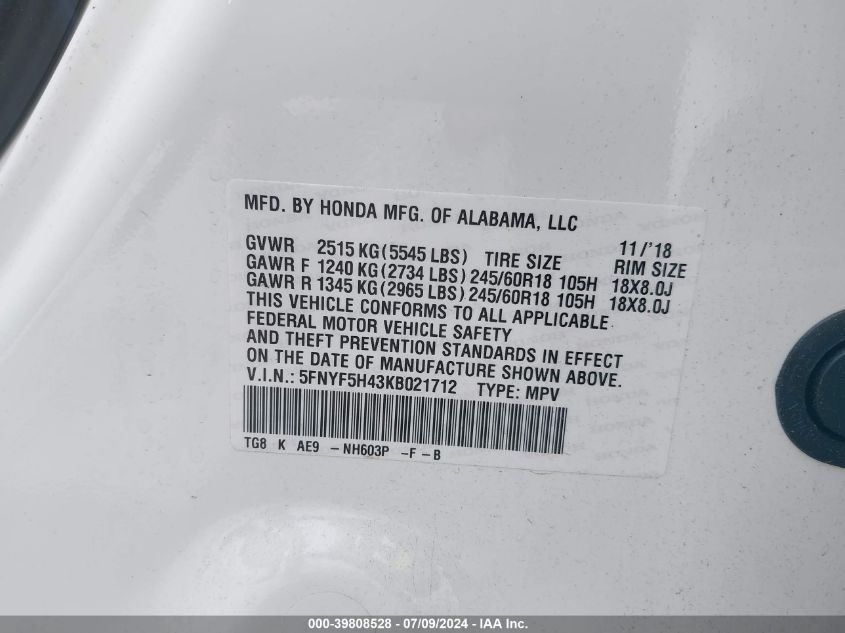 MFD. BY HONDA MFG. OF ALABAMA, LLC
11/'18
GVWR 2515 KG(5545 LBS) TIRE SIZE RIM SIZE
GAWR F 1240 KG(2734 LBS) 245/60R18 105H 18X8.0J
GAWR R 1345 KG(2965 LBS) 245/60R18 105H 18X8.0J
THIS VEHICLE CONFORMS TO ALL APPLICABLE
FEDERAL MOTOR VEHICLE SAFETY
AND THEFT PREVENTION STANDARDS IN EFFECT
ON THE DATE OF MANUFACTURE SHOWN ABOVE.
V.I.N.: 5FNYF5H43KB021712 TYPE: MPV
TG8 K AE9 -NH603P -F-B
000-39808528 - 07/09/2024 - IAA Inc.